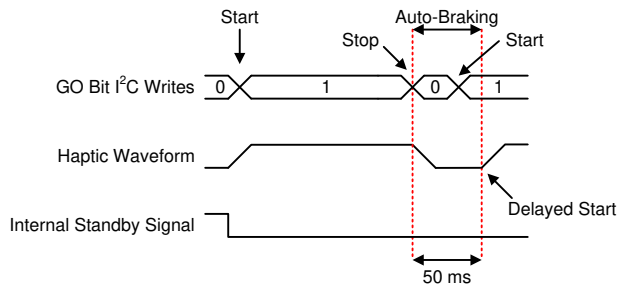 Start
Auto-Braking
Stop
Start
GO Bit I²C Writes
0
1
0
1
Haptic Waveform
Delayed Start
Internal Standby Signal
50 ms